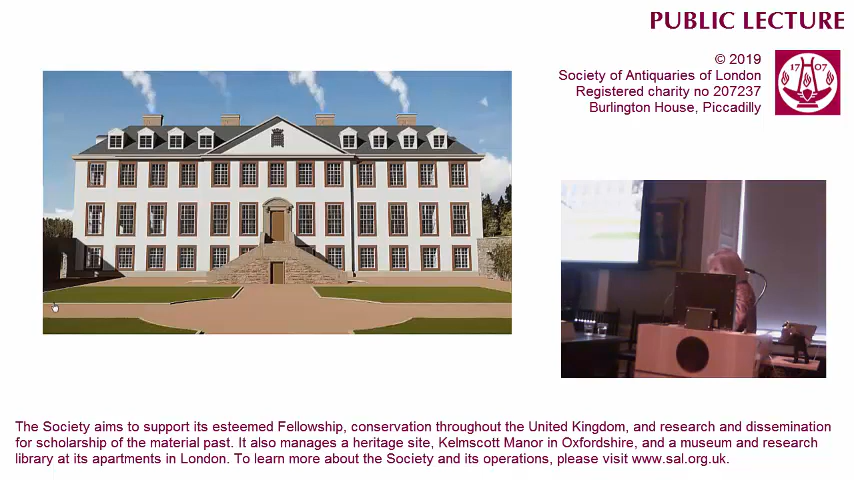 PUBLIC LECTURE
© 2019
Society of Antiquaries of London
Registered charity no 207237
Burlington House, Piccadilly
1707
The Society aims to support its esteemed Fellowship, conservation throughout the United Kingdom, and research and dissemination
for scholarship of the material past. It also manages a heritage site, Kelmscott Manor in Oxfordshire, and a museum and research
library at its apartments in London. To learn more about the Society and its operations, please visit www.sal.org.uk.